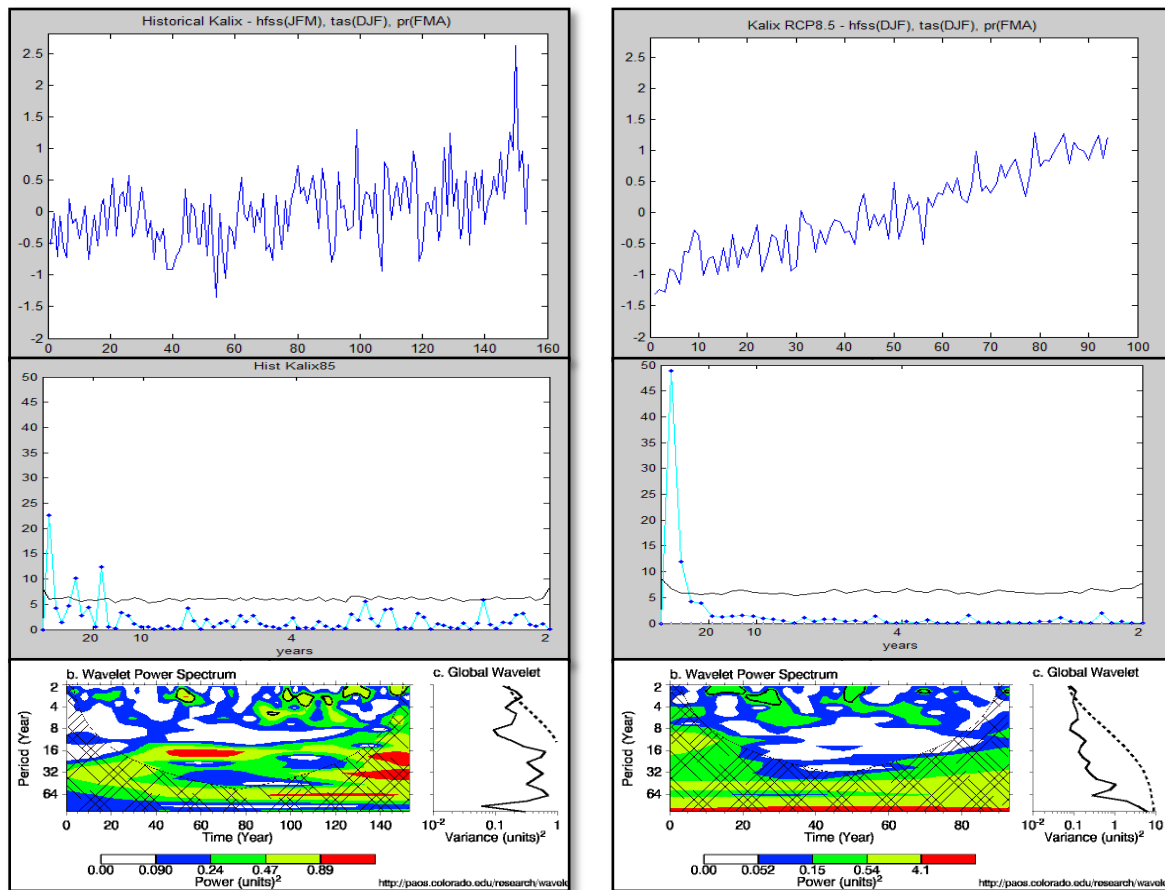 Historical Kalix - hfss(JFM), tas(DJF), pr(FMA)
2.5
2
1.5
1
0.5
0
-0.5
-1
-1.5
-2
0 20 40 60 80 100 120 140 160
Hist Kalix85
50
45
40
35
30
25
20
15
10
5
0
20 10 4 2
years
b. Wavelet Power Spectrum
c. Global Wavelet
Period (Year)
2
4
8
16
32
64
0 20 40 60 80 100 120 140
Time (Year)
10-2 0.1 1
Variance (units)2
0.00 0.090 0.24 0.47 0.89
Power (units)2
http://paos.colorado.edu/research/wavele
Kalix RCP8.5 - hfss(DJF), tas(DJF), pr(FMA)
2.5
2
1.5
1
0.5
0
-0.5
-1
-1.5
-2
0 10 20 30 40 50 60 70 80 90 100
50
45
40
35
30
25
20
15
10
5
0
20 10 4 2
years
b. Wavelet Power Spectrum
c. Global Wavelet
Period (Year)
2
4
8
16
32
64
0 20 40 60 80
Time (Year)
10-2 0.1 1 10
Variance (units)2
0.00 0.052 0.15 0.54 4.1
Power (units)2
http://paos.colorado.edu/research/wavele